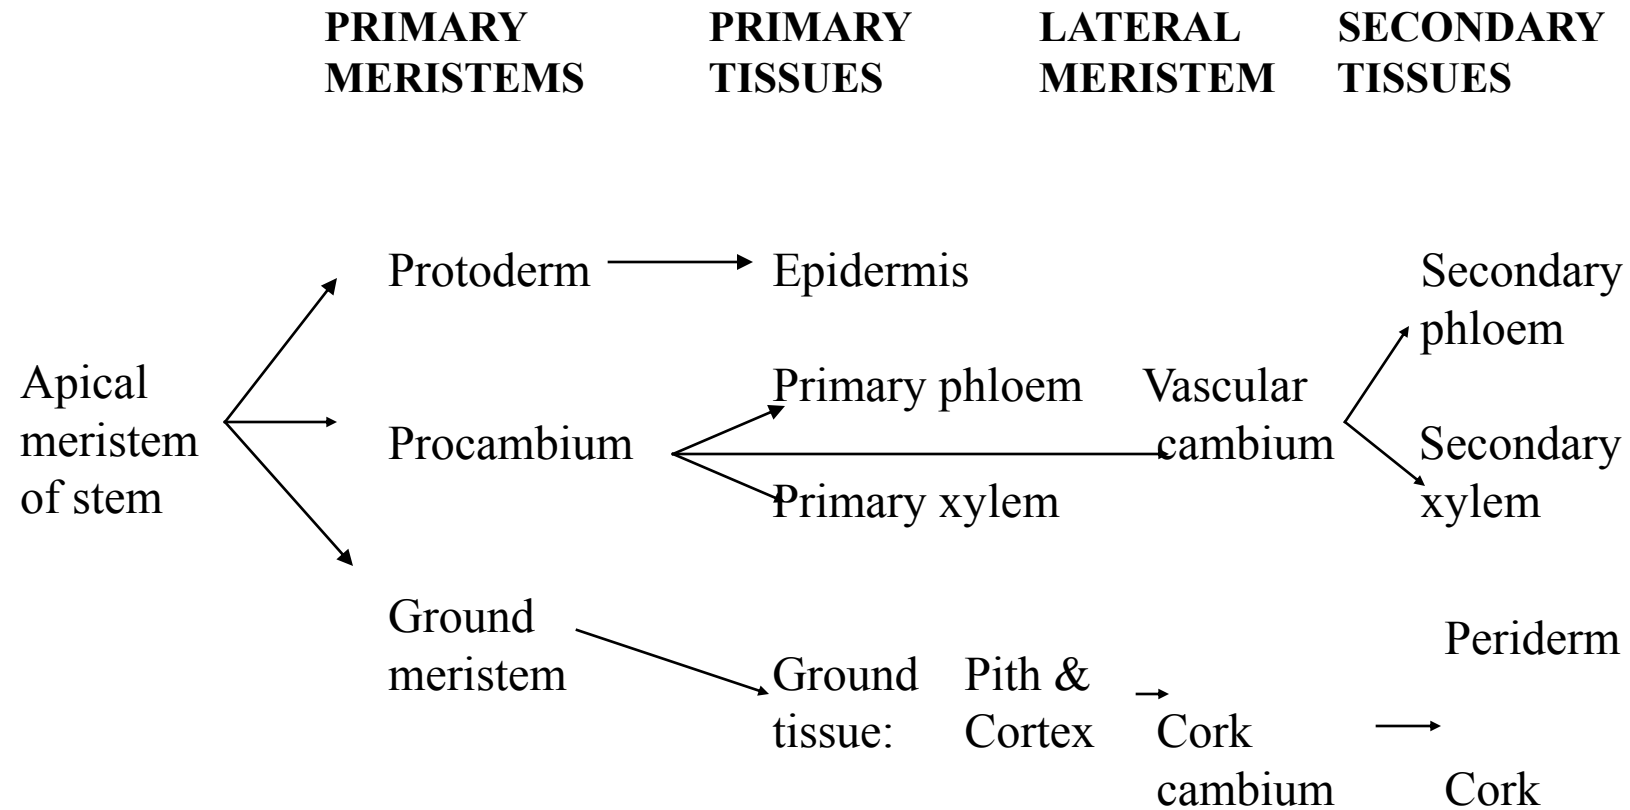 PRIMARY MERISTEMS
PRIMARY TISSUES
LATERAL MERISTEM
SECONDARY TISSUES
Apical
meristem
of stem
Protoderm
Epidermis
Procambium
Primary phloem
Primary xylem
Vascular
cambium
Secondary
phloem
Secondary
xylem
Ground
meristem
Ground
tissue:
Pith &
Cortex
Cork
cambium
Periderm
Cork